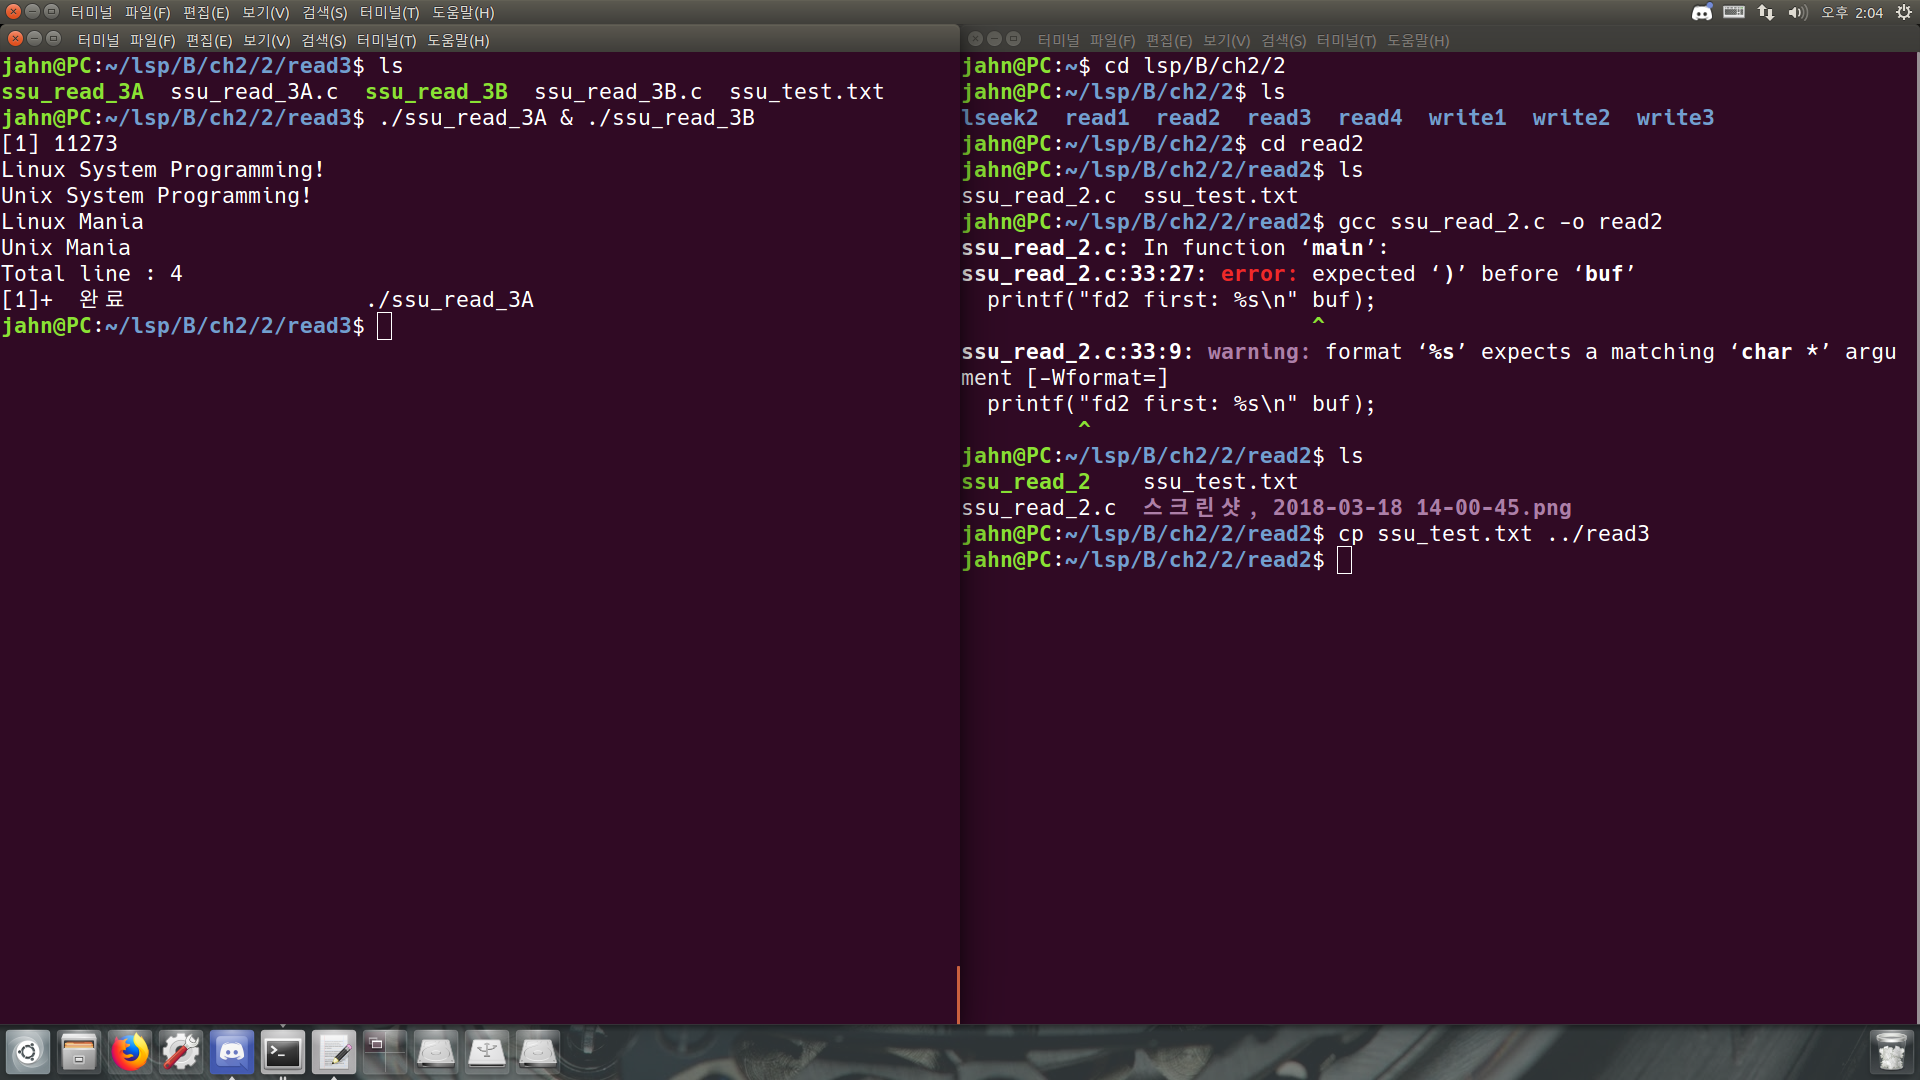 터미널 파일(F) 편집(E) 보기(V) 검색(S) 터미널(T) 도움말(H)
오후 2:04
터미널 파일(F) 편집(E) 보기(V) 검색(S) 터미널(T) 도움말(H)
jahn@PC:~/lsp/B/ch2/2/read3$ ls
ssu_read_3A  ssu_read_3A.c  ssu_read_3B  ssu_read_3B.c  ssu_test.txt
jahn@PC:~/lsp/B/ch2/2/read3$ ./ssu_read_3A & ./ssu_read_3B
[1] 11273
Linux System Programming!
Unix System Programming!
Linux Mania
Unix Mania
Total line : 4
[1]+  완료                  ./ssu_read_3A
jahn@PC:~/lsp/B/ch2/2/read3$
터미널 파일(F) 편집(E) 보기(V) 검색(S) 터미널(T) 도움말(H)
jahn@PC:~$ cd lsp/B/ch2/2
jahn@PC:~/lsp/B/ch2/2$ ls
lseek2  read1  read2  read3  read4  write1  write2  write3
jahn@PC:~/lsp/B/ch2/2$ cd read2
jahn@PC:~/lsp/B/ch2/2/read2$ ls
ssu_read_2.c  ssu_test.txt
jahn@PC:~/lsp/B/ch2/2/read2$ gcc ssu_read_2.c -o read2
ssu_read_2.c: In function ‘main’:
ssu_read_2.c:33:27: error: expected ‘)’ before ‘buf’
  printf("fd2 first: %s\n" buf);
                           ^
ssu_read_2.c:33:9: warning: format ‘%s’ expects a matching ‘char *’ argu
ment [-Wformat=]
  printf("fd2 first: %s\n" buf);
         ^
jahn@PC:~/lsp/B/ch2/2/read2$ ls
ssu_read_2    ssu_test.txt
ssu_read_2.c  스크린샷, 2018-03-18 14-00-45.png
jahn@PC:~/lsp/B/ch2/2/read2$ cp ssu_test.txt ../read3
jahn@PC:~/lsp/B/ch2/2/read2$